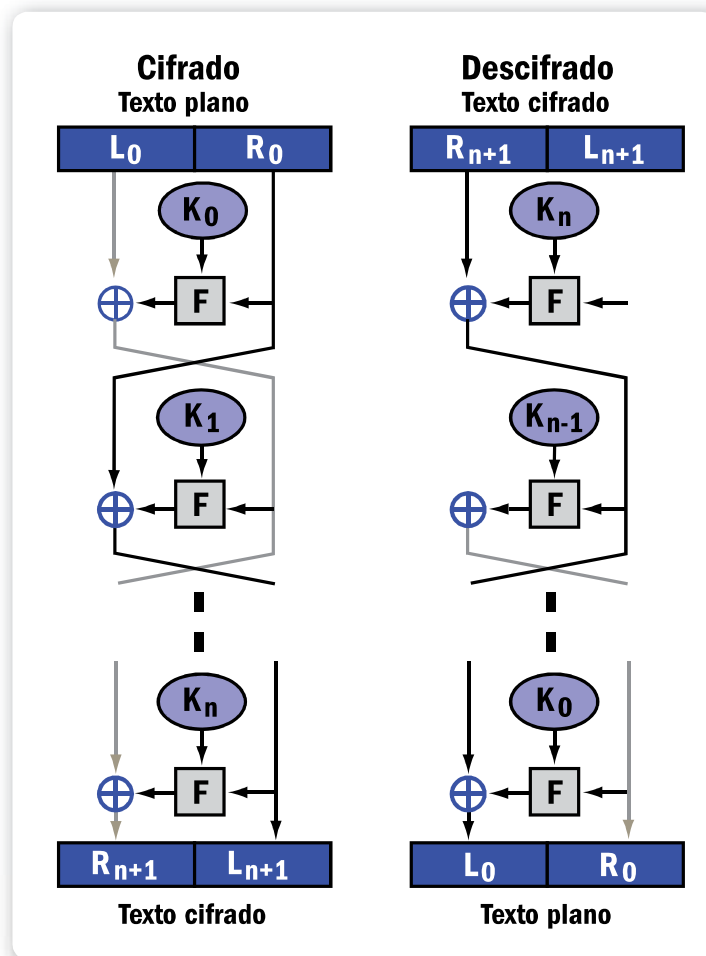 Cifrado
Texto plano
L0 R0
K0
F
K1
F
Kn
F
Rn+1 Ln+1
Texto cifrado
Descifrado
Texto cifrado
Rn+1 Ln+1
Kn
F
Kn-1
F
K0
F
L0 R0
Texto plano